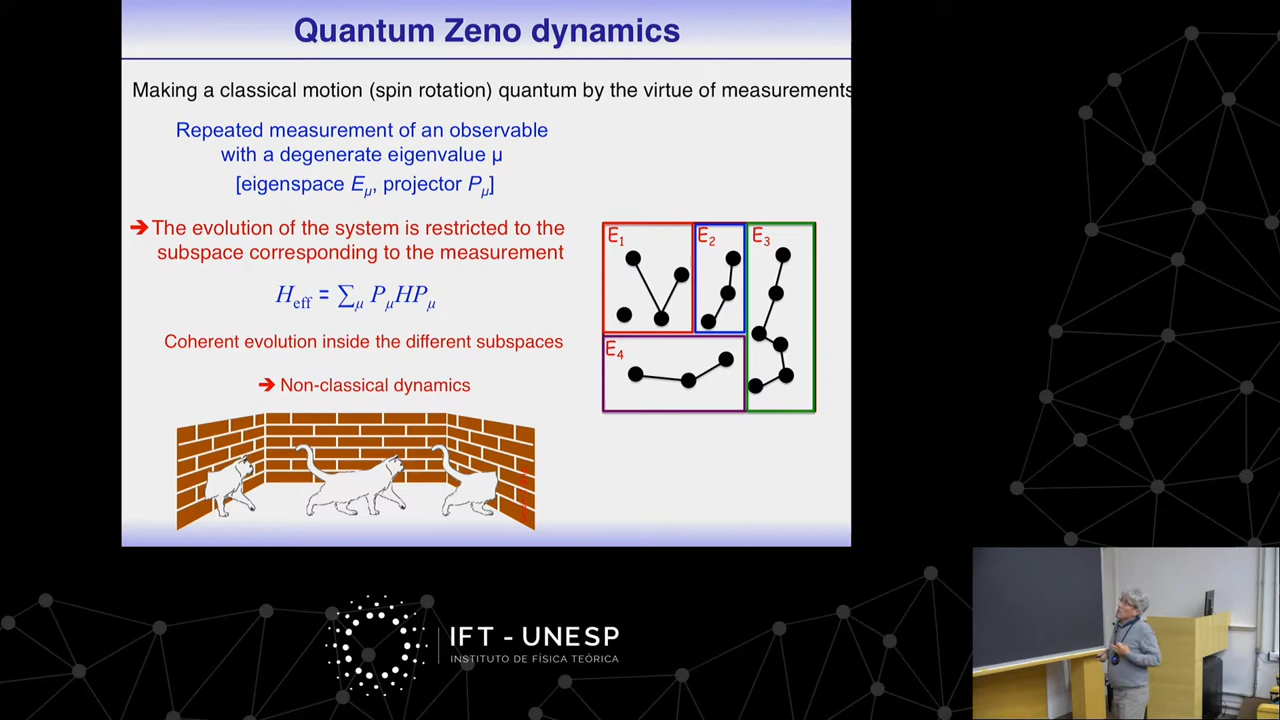 Quantum Zeno dynamics
Making a classical motion (spin rotation) quantum by the virtue of measurements
Repeated measurement of an observable
with a degenerate eigenvalue μ
[eigenspace Eμ, projector Pμ]
➔ The evolution of the system is restricted to the
subspace corresponding to the measurement
Heff = ∑μ PμHPμ
Coherent evolution inside the different subspaces
➔ Non-classical dynamics
E1
E2
E3
E4
IFT - UNESP
INSTITUTO DE FÍSICA TEÓRICA